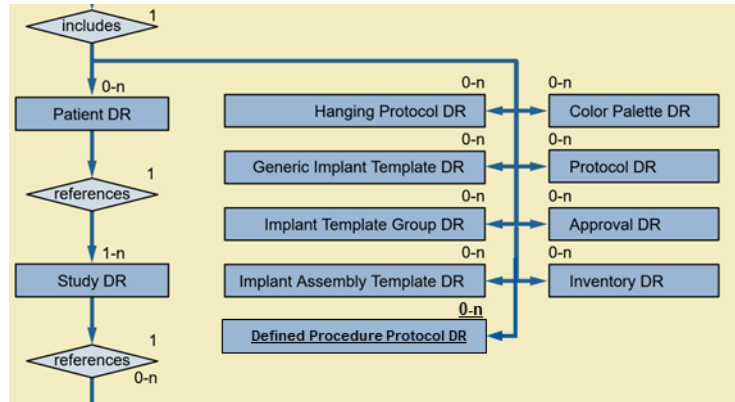 includes
1
0-n
Patient DR
1
references
1-n
Study DR
1
references
0-n
0-n
Hanging Protocol DR
0-n
Color Palette DR
0-n
Generic Implant Template DR
0-n
Protocol DR
0-n
Implant Template Group DR
0-n
Approval DR
0-n
Implant Assembly Template DR
0-n
Inventory DR
0-n
Defined Procedure Protocol DR